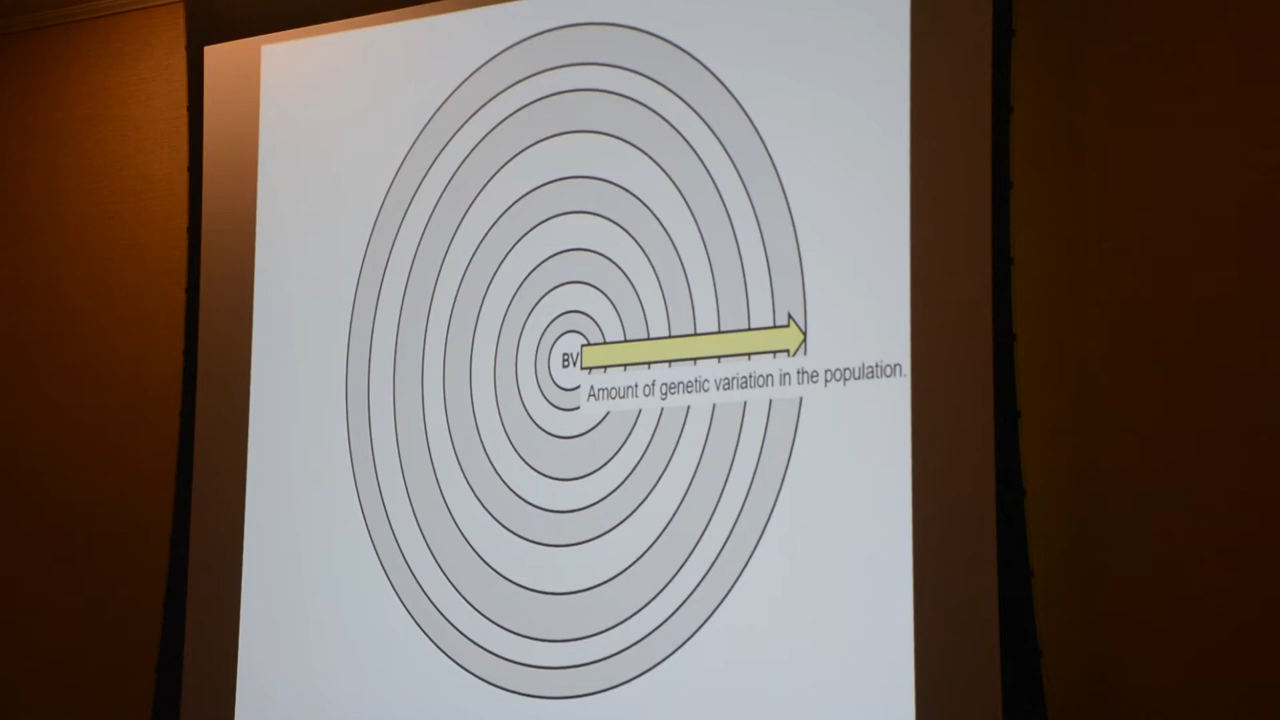 BV
Amount of genetic variation in the population.